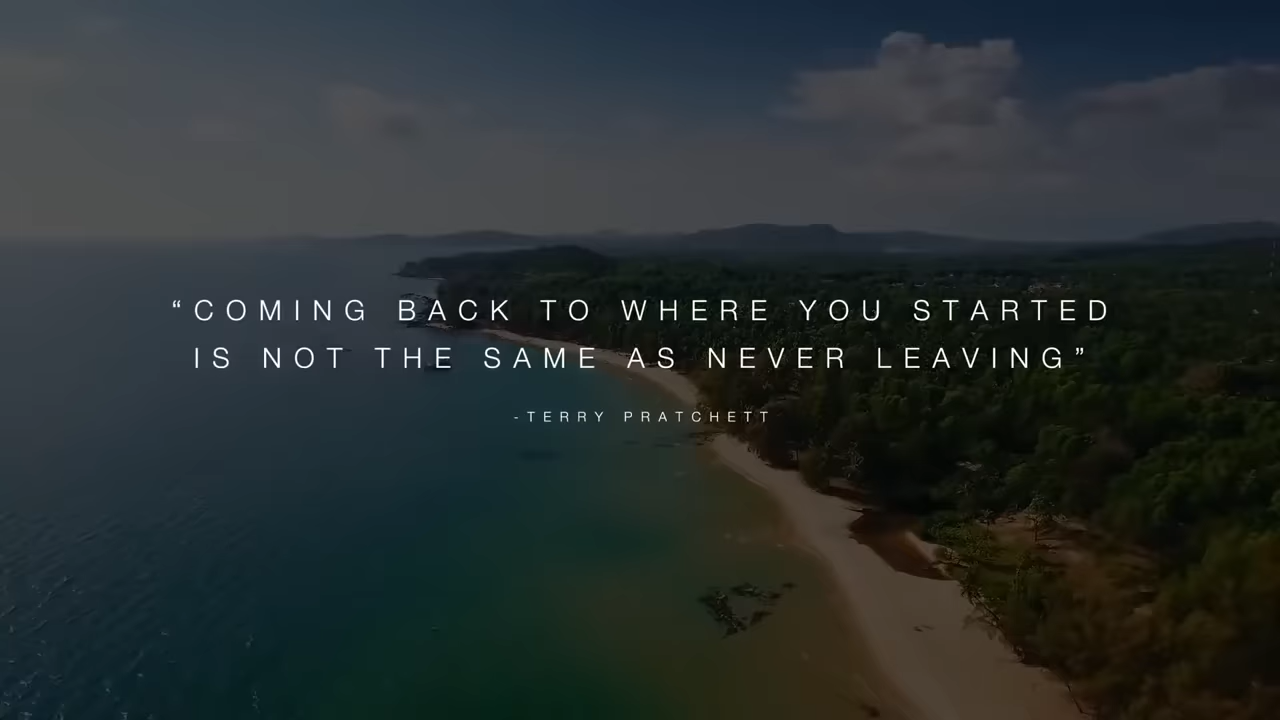 “COMING BACK TO WHERE YOU STARTED
IS NOT THE SAME AS NEVER LEAVING”
-TERRY PRATCHETT